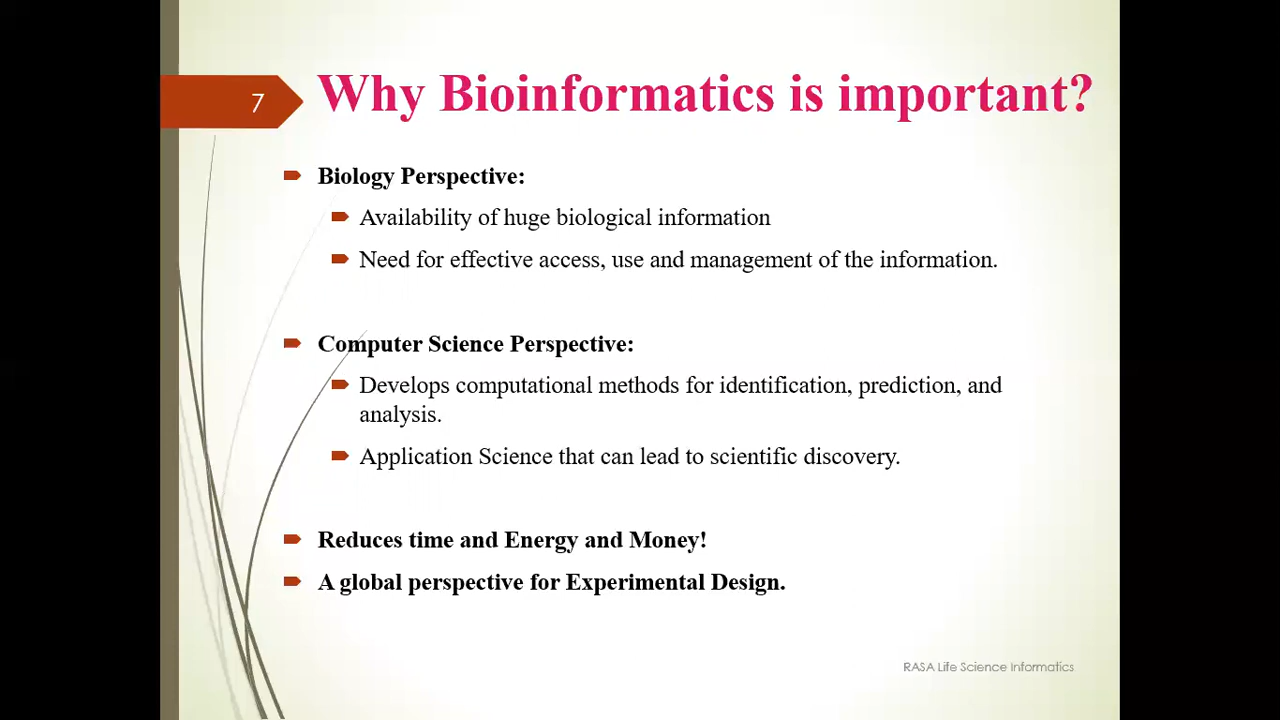 7
Why Bioinformatics is important?
Biology Perspective:
Availability of huge biological information
Need for effective access, use and management of the information.
Computer Science Perspective:
Develops computational methods for identification, prediction, and
analysis.
Application Science that can lead to scientific discovery.
Reduces time and Energy and Money!
A global perspective for Experimental Design.
RASA Life Science Informatics